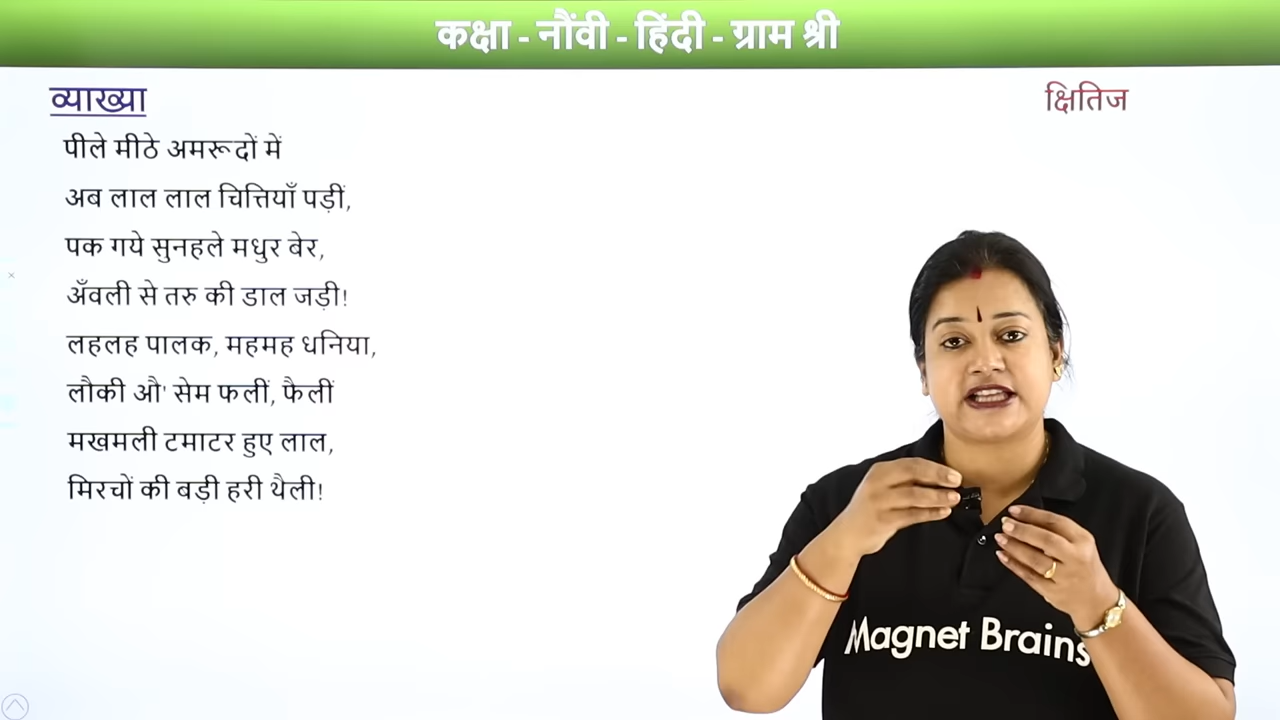 कक्षा - नौंवी - हिंदी - ग्राम श्री
व्याख्या
क्षितिज
पीले मीठे अमरूदों में
अब लाल लाल चित्तियाँ पड़ीं,
पक गये सुनहले मधुर बेर,
अँवली से तरु की डाल जड़ी!
लहलह पालक, महमह धनिया,
लौकी औ' सेम फलीं, फैलीं
मखमली टमाटर हुए लाल,
मिरचों की बड़ी हरी थैली!
Magnet Brains